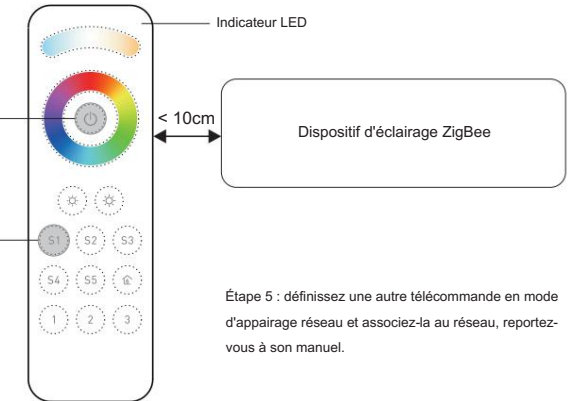 Indicateur LED
< 10cm
Dispositif d'éclairage ZigBee
S1 S2 S3
S4 S5
1 2 3
Étape 5 : définissez une autre télécommande en mode
d'appairage réseau et associez-la au réseau, reportez-
vous à son manuel.